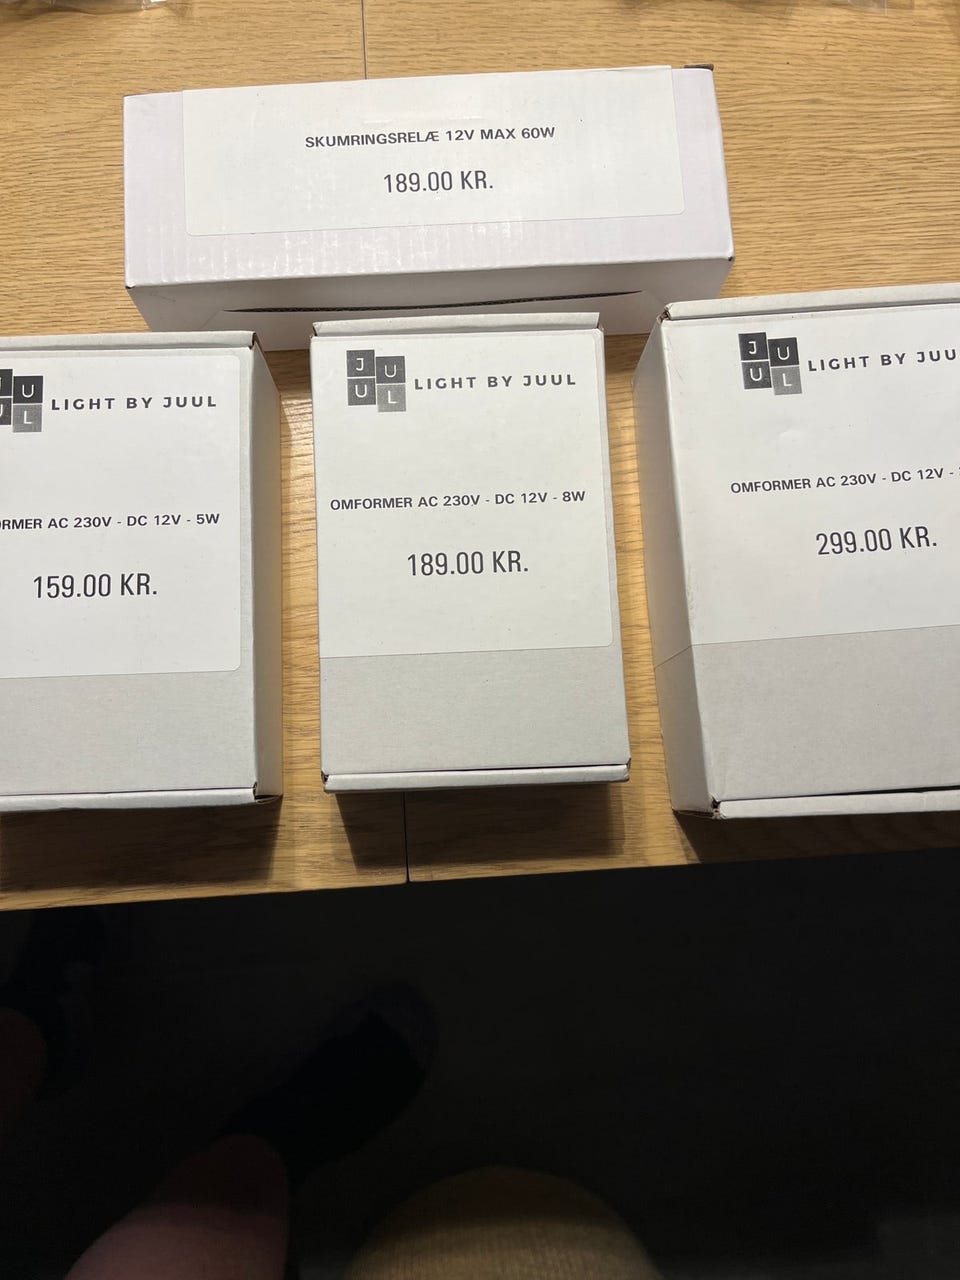 SKUMRINGSRELÆ 12V MAX 60W
189.00 KR.
J U
U L
LIGHT BY JUUL
AC 230V - DC 12V - 5W
159.00 KR.
J U
U L
LIGHT BY JUUL
OMFORMER AC 230V - DC 12V - 8W
189.00 KR.
J U
U L
LIGHT BY
OMFORMER AC 230V - DC 12V -
299.00 KR.